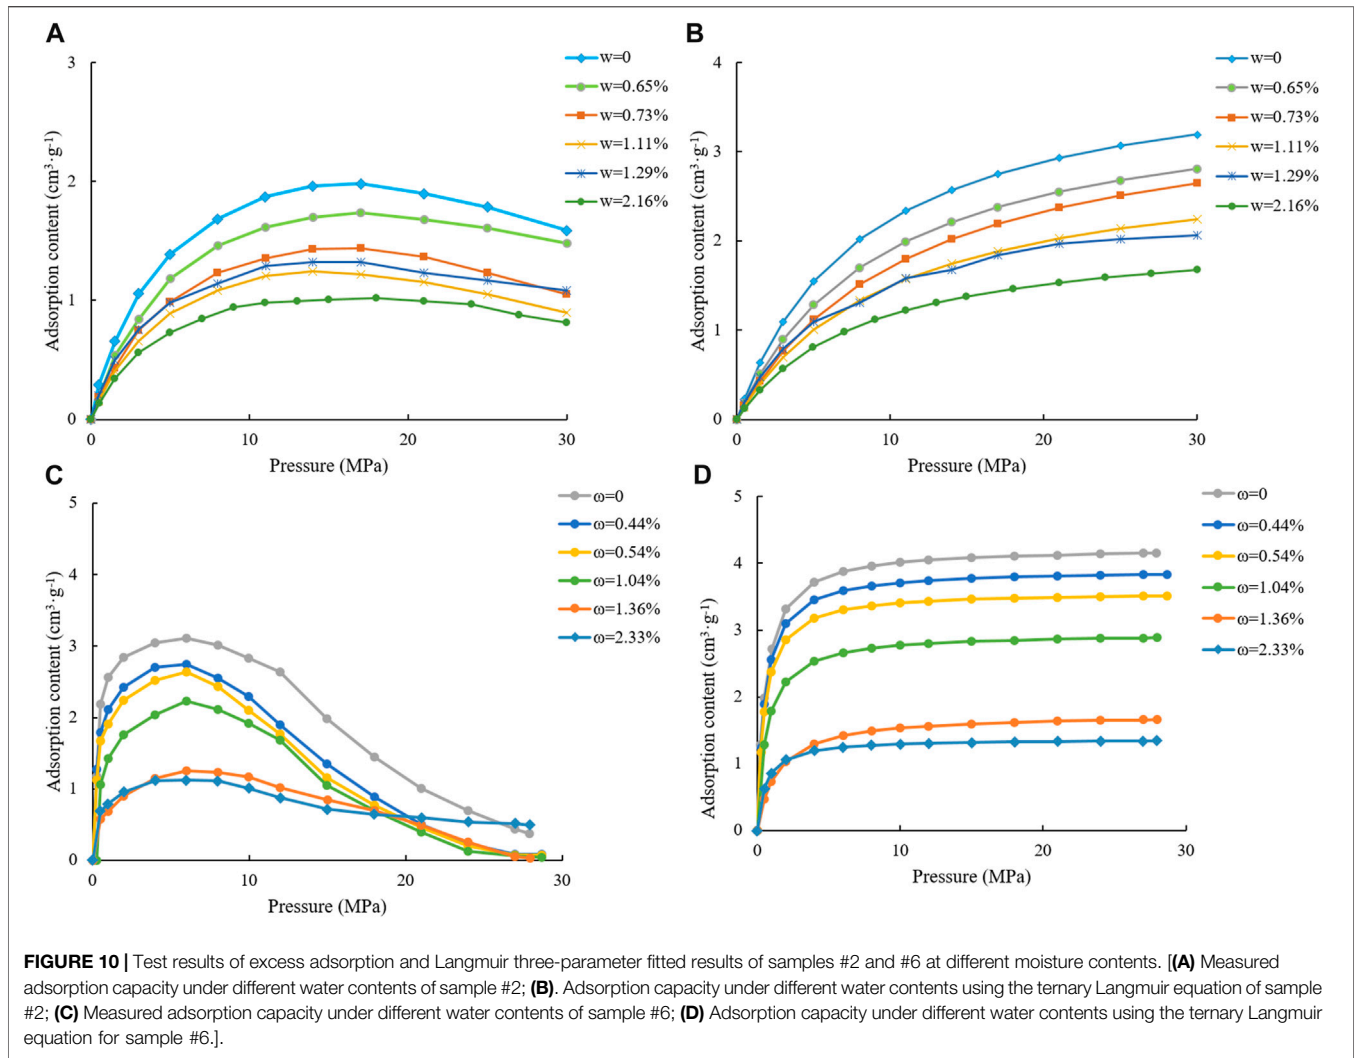 A
3
2
1
0
0
10
20
30
Adsorption content (cm³·g⁻¹)
Pressure (MPa)
w=0
w=0.65%
w=0.73%
w=1.11%
w=1.29%
w=2.16%
B
4
3
2
1
0
0
10
20
30
Adsorption content (cm³·g⁻¹)
Pressure (MPa)
w=0
w=0.65%
w=0.73%
w=1.11%
w=1.29%
w=2.16%
C
5
4
3
2
1
0
0
10
20
30
Adsorption content (cm³·g⁻¹)
Pressure (MPa)
ω=0
ω=0.44%
ω=0.54%
ω=1.04%
ω=1.36%
ω=2.33%
D
5
4
3
2
1
0
0
10
20
30
Adsorption content (cm³·g⁻¹)
Pressure (MPa)
ω=0
ω=0.44%
ω=0.54%
ω=1.04%
ω=1.36%
ω=2.33%
FIGURE 10 | Test results of excess adsorption and Langmuir three-parameter fitted results of samples #2 and #6 at different moisture contents. [(A) Measured
adsorption capacity under different water contents of sample #2; (B). Adsorption capacity under different water contents using the ternary Langmuir equation of sample
#2; (C) Measured adsorption capacity under different water contents of sample #6; (D) Adsorption capacity under different water contents using the ternary Langmuir
equation for sample #6.].